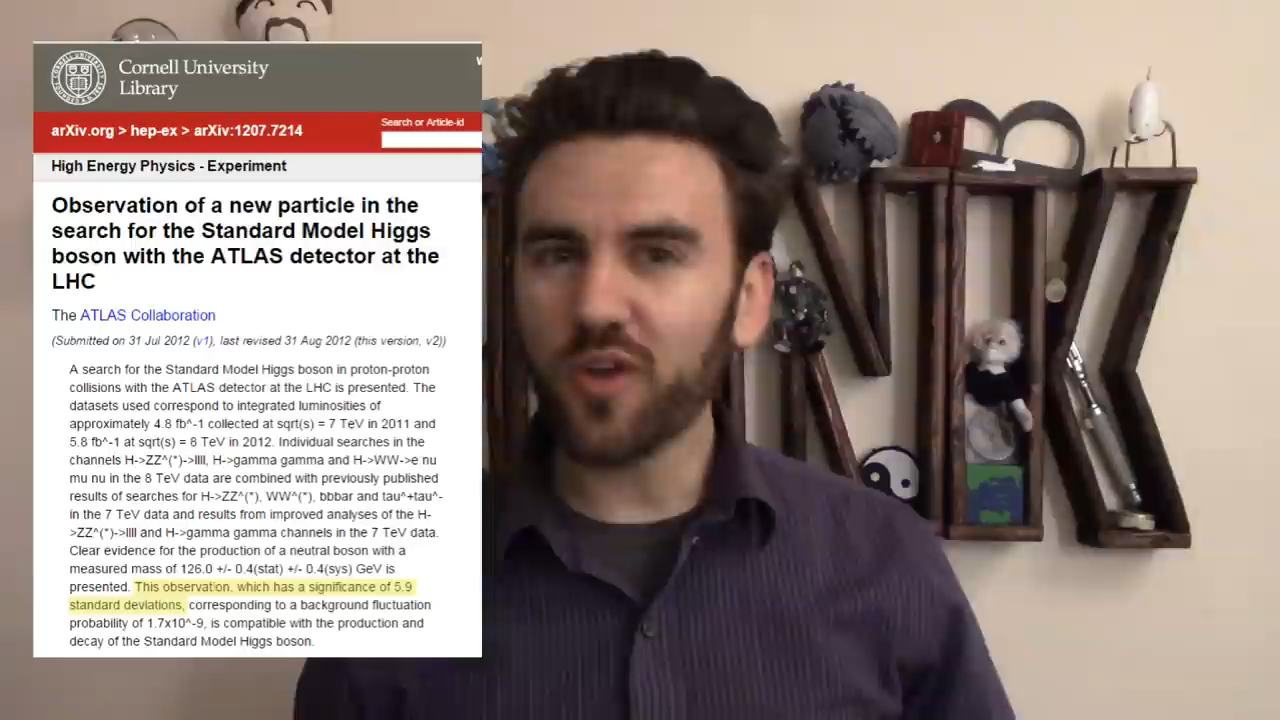 Cornell University
Library
arXiv.org > hep-ex > arXiv:1207.7214
Search or Article-id
High Energy Physics - Experiment
Observation of a new particle in the
search for the Standard Model Higgs
boson with the ATLAS detector at the
LHC
The ATLAS Collaboration
(Submitted on 31 Jul 2012 (v1), last revised 31 Aug 2012 (this version, v2))
A search for the Standard Model Higgs boson in proton-proton
collisions with the ATLAS detector at the LHC is presented. The
datasets used correspond to integrated luminosities of
approximately 4.8 fb^-1 collected at sqrt(s) = 7 TeV in 2011 and
5.8 fb^-1 at sqrt(s) = 8 TeV in 2012. Individual searches in the
channels H->ZZ^(*)->llll, H->gamma gamma and H->WW->e nu
mu nu in the 8 TeV data are combined with previously published
results of searches for H->ZZ^(*), WW^(*), bbbar and tau^+tau^-
in the 7 TeV data and results from improved analyses of the H-
>ZZ^(*)->llll and H->gamma gamma channels in the 7 TeV data.
Clear evidence for the production of a neutral boson with a
measured mass of 126.0 +/- 0.4(stat) +/- 0.4(sys) GeV is
presented. This observation, which has a significance of 5.9
standard deviations, corresponding to a background fluctuation
probability of 1.7x10^-9, is compatible with the production and
decay of the Standard Model Higgs boson.